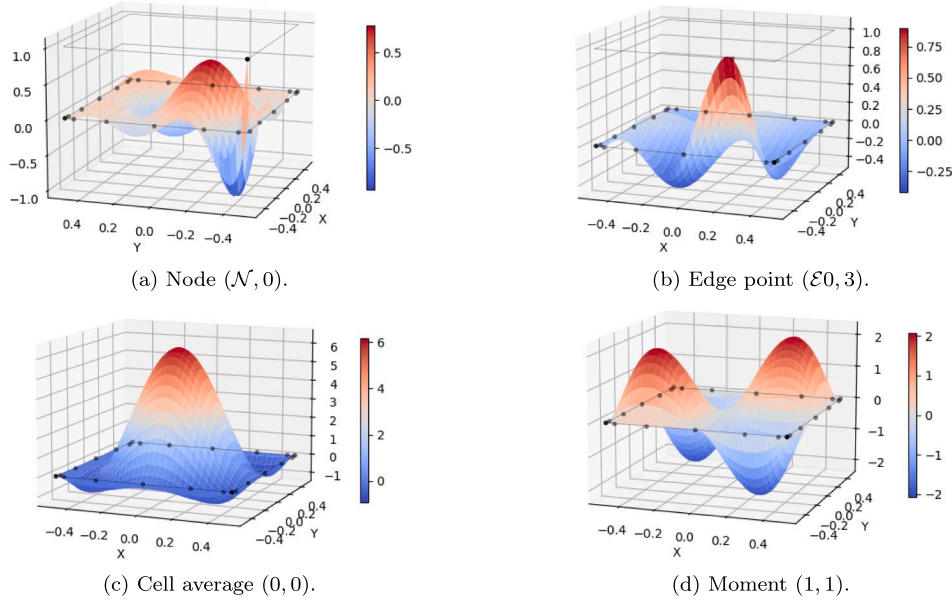 1.0
0.5
0.0
−0.5
−1.0
0.4 0.2 0.0 −0.2 −0.4
Y
−0.4 −0.2 0.0 0.2 0.4
X
0.5
0.0
−0.5
(a) Node (𝒩, 0).
1.0
0.8
0.6
0.4
0.2
0.0
−0.2
−0.4
−0.4 −0.2 0.0 0.2 0.4
X
−0.4 −0.2 0.0 0.2 0.4
Y
0.75
0.50
0.25
0.00
−0.25
(b) Edge point (ℰ0, 3).
6
5
4
3
2
1
0
−1
−0.4 −0.2 0.0 0.2 0.4
X
−0.4 −0.2 0.0 0.2 0.4
Y
6
4
2
0
(c) Cell average (0, 0).
2
1
0
−1
−2
−0.4 −0.2 0.0 0.2 0.4
X
−0.4 −0.2 0.0 0.2 0.4
Y
2
1
0
−1
−2
(d) Moment (1, 1).